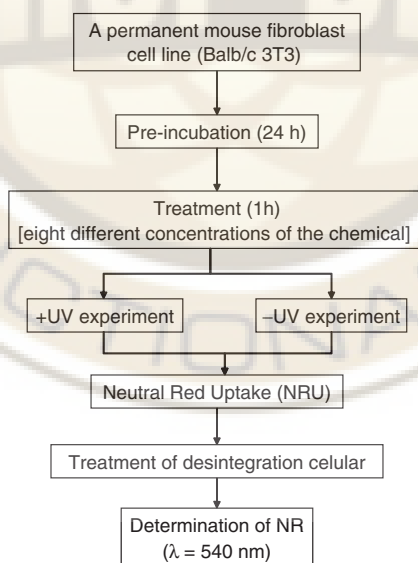 A permanent mouse fibroblast
cell line (Balb/c 3T3)
Pre-incubation (24 h)
Treatment (1h)
[eight different concentrations of the chemical]
+UV experiment
−UV experiment
Neutral Red Uptake (NRU)
Treatment of desintegration celular
Determination of NR
(λ = 540 nm)